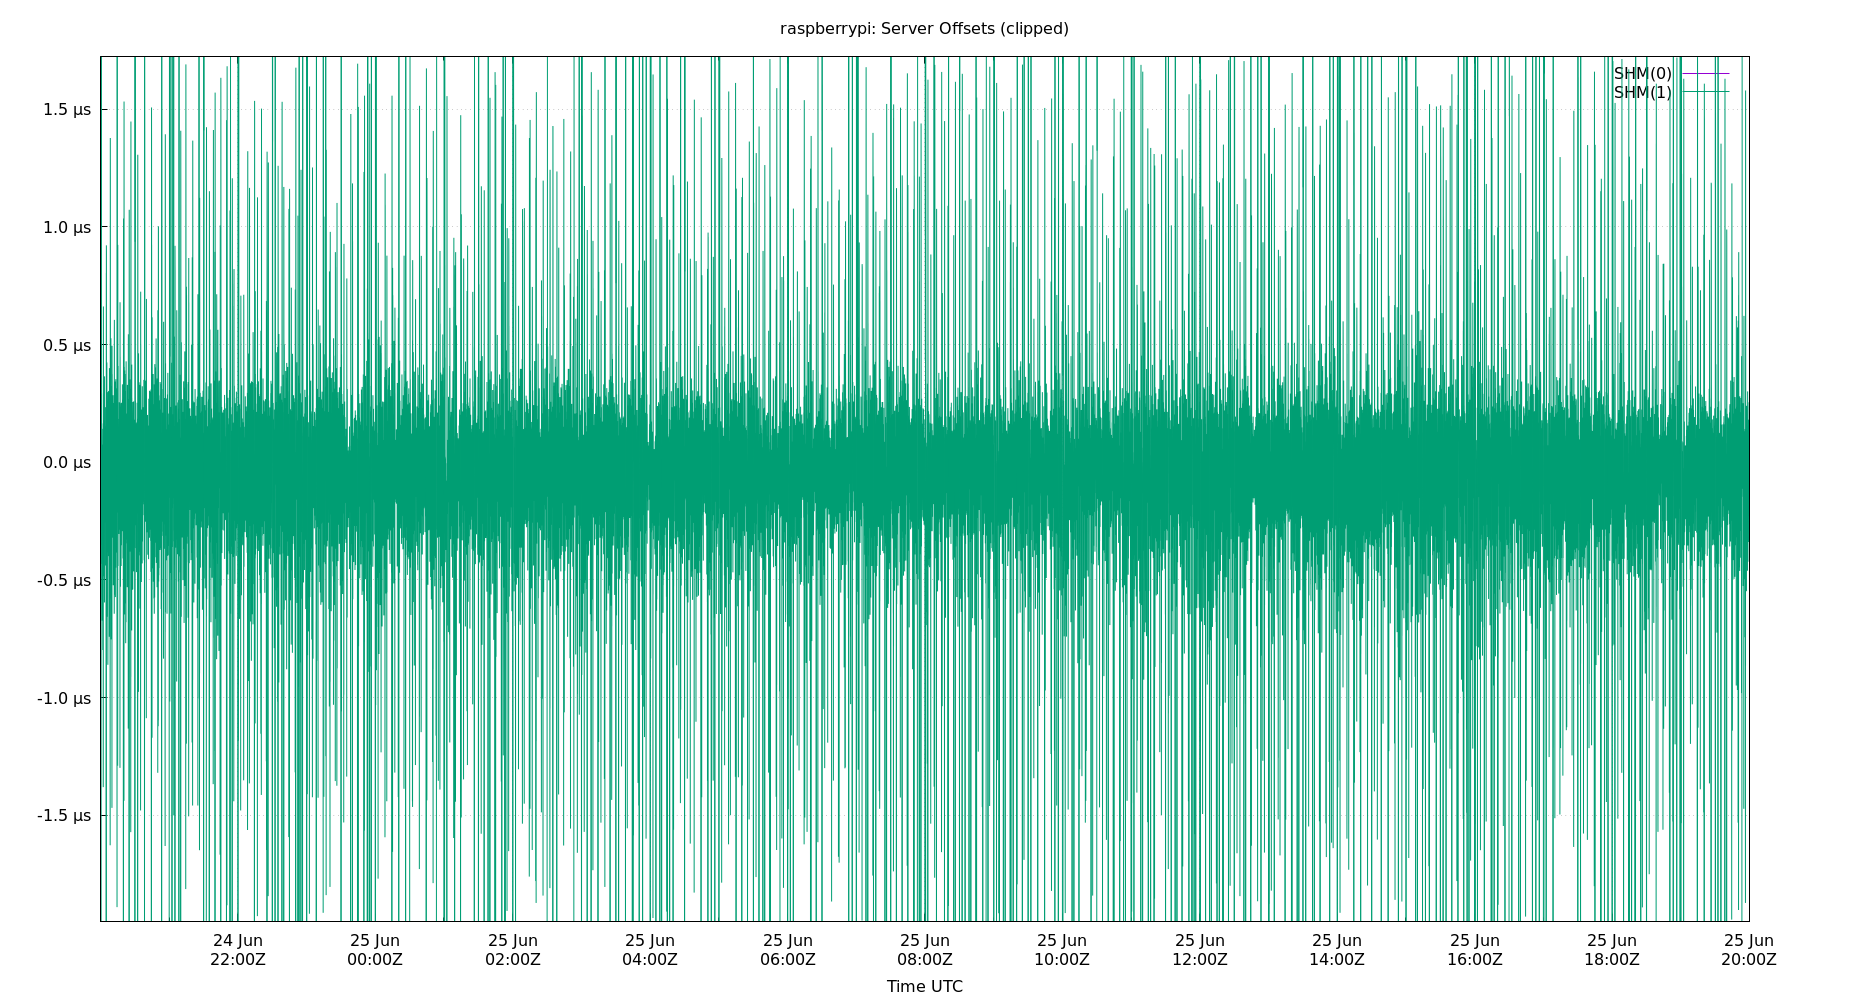 raspberrypi: Server Offsets (clipped)
SHM(0)
SHM(1)
1.5 µs
1.0 µs
0.5 µs
0.0 µs
-0.5 µs
-1.0 µs
-1.5 µs
24 Jun 25 Jun 25 Jun 25 Jun 25 Jun 25 Jun 25 Jun 25 Jun 25 Jun 25 Jun 25 Jun 25 Jun
22:00Z 00:00Z 02:00Z 04:00Z 06:00Z 08:00Z 10:00Z 12:00Z 14:00Z 16:00Z 18:00Z 20:00Z
Time UTC